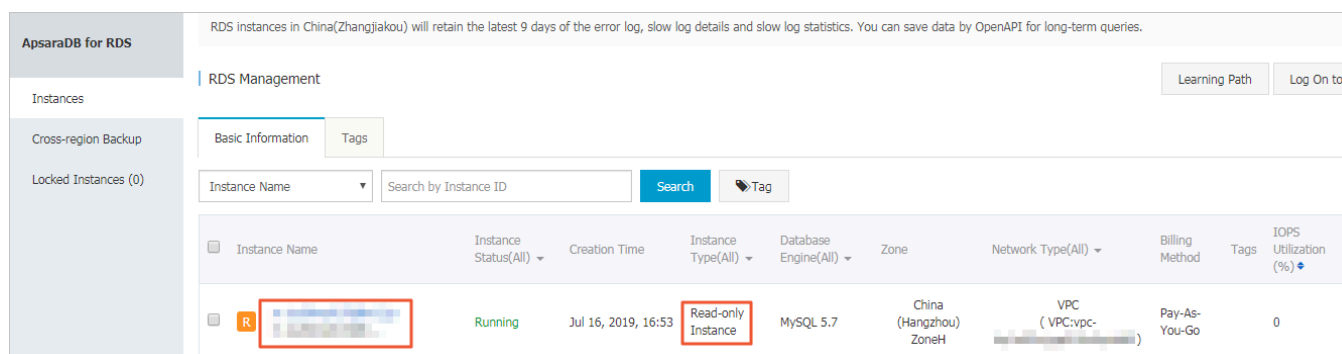 RDS instances in China(Zhangjiakou) will retain the latest 9 days of the error log, slow log details and slow log statistics. You can save data by OpenAPI for long-term queries.
ApsaraDB for RDS
RDS Management
Learning Path
Log On to
Instances
Cross-region Backup
Locked Instances (0)
Basic Information
Tags
Instance Name
Search by Instance ID
Search
Tag
Instance Name
Instance
Status(All)
Creation Time
Instance
Type(All)
Database
Engine(All)
Zone
Network Type(All)
Billing
Method
Tags
IOPS
Utilization
(%)
R
Running
Jul 16, 2019, 16:53
Read-only
Instance
MySQL 5.7
China
(Hangzhou)
ZoneH
VPC
( VPC:vpc-
)
Pay-As-
You-Go
0